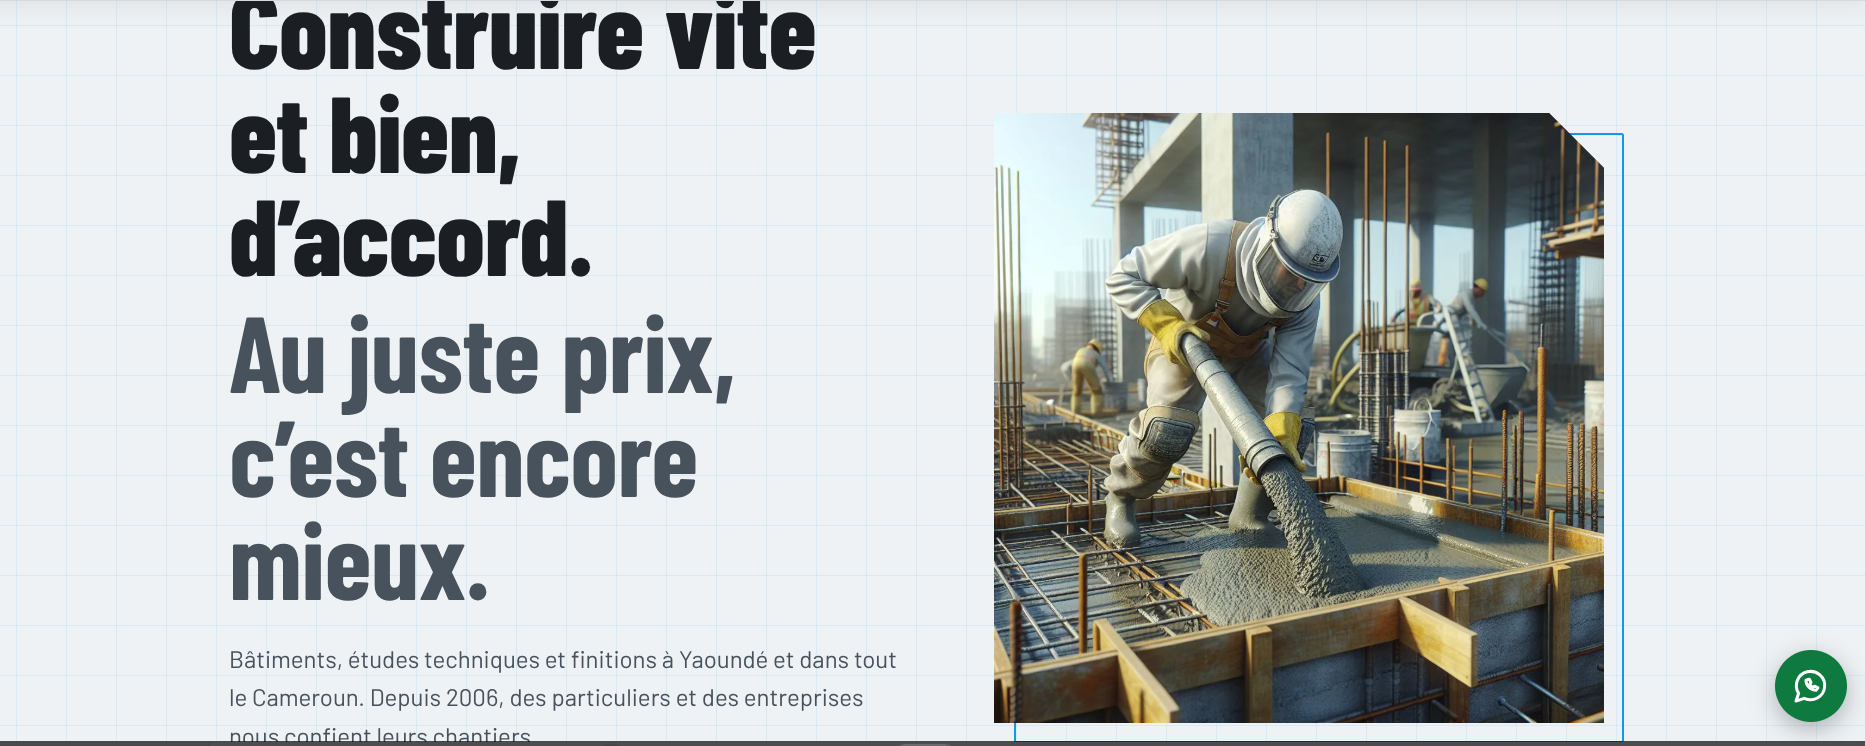 Construire vite
et bien,
d’accord.
Au juste prix,
c’est encore
mieux.
Bâtiments, études techniques et finitions à Yaoundé et dans tout
le Cameroun. Depuis 2006, des particuliers et des entreprises
nous confient leurs chantiers